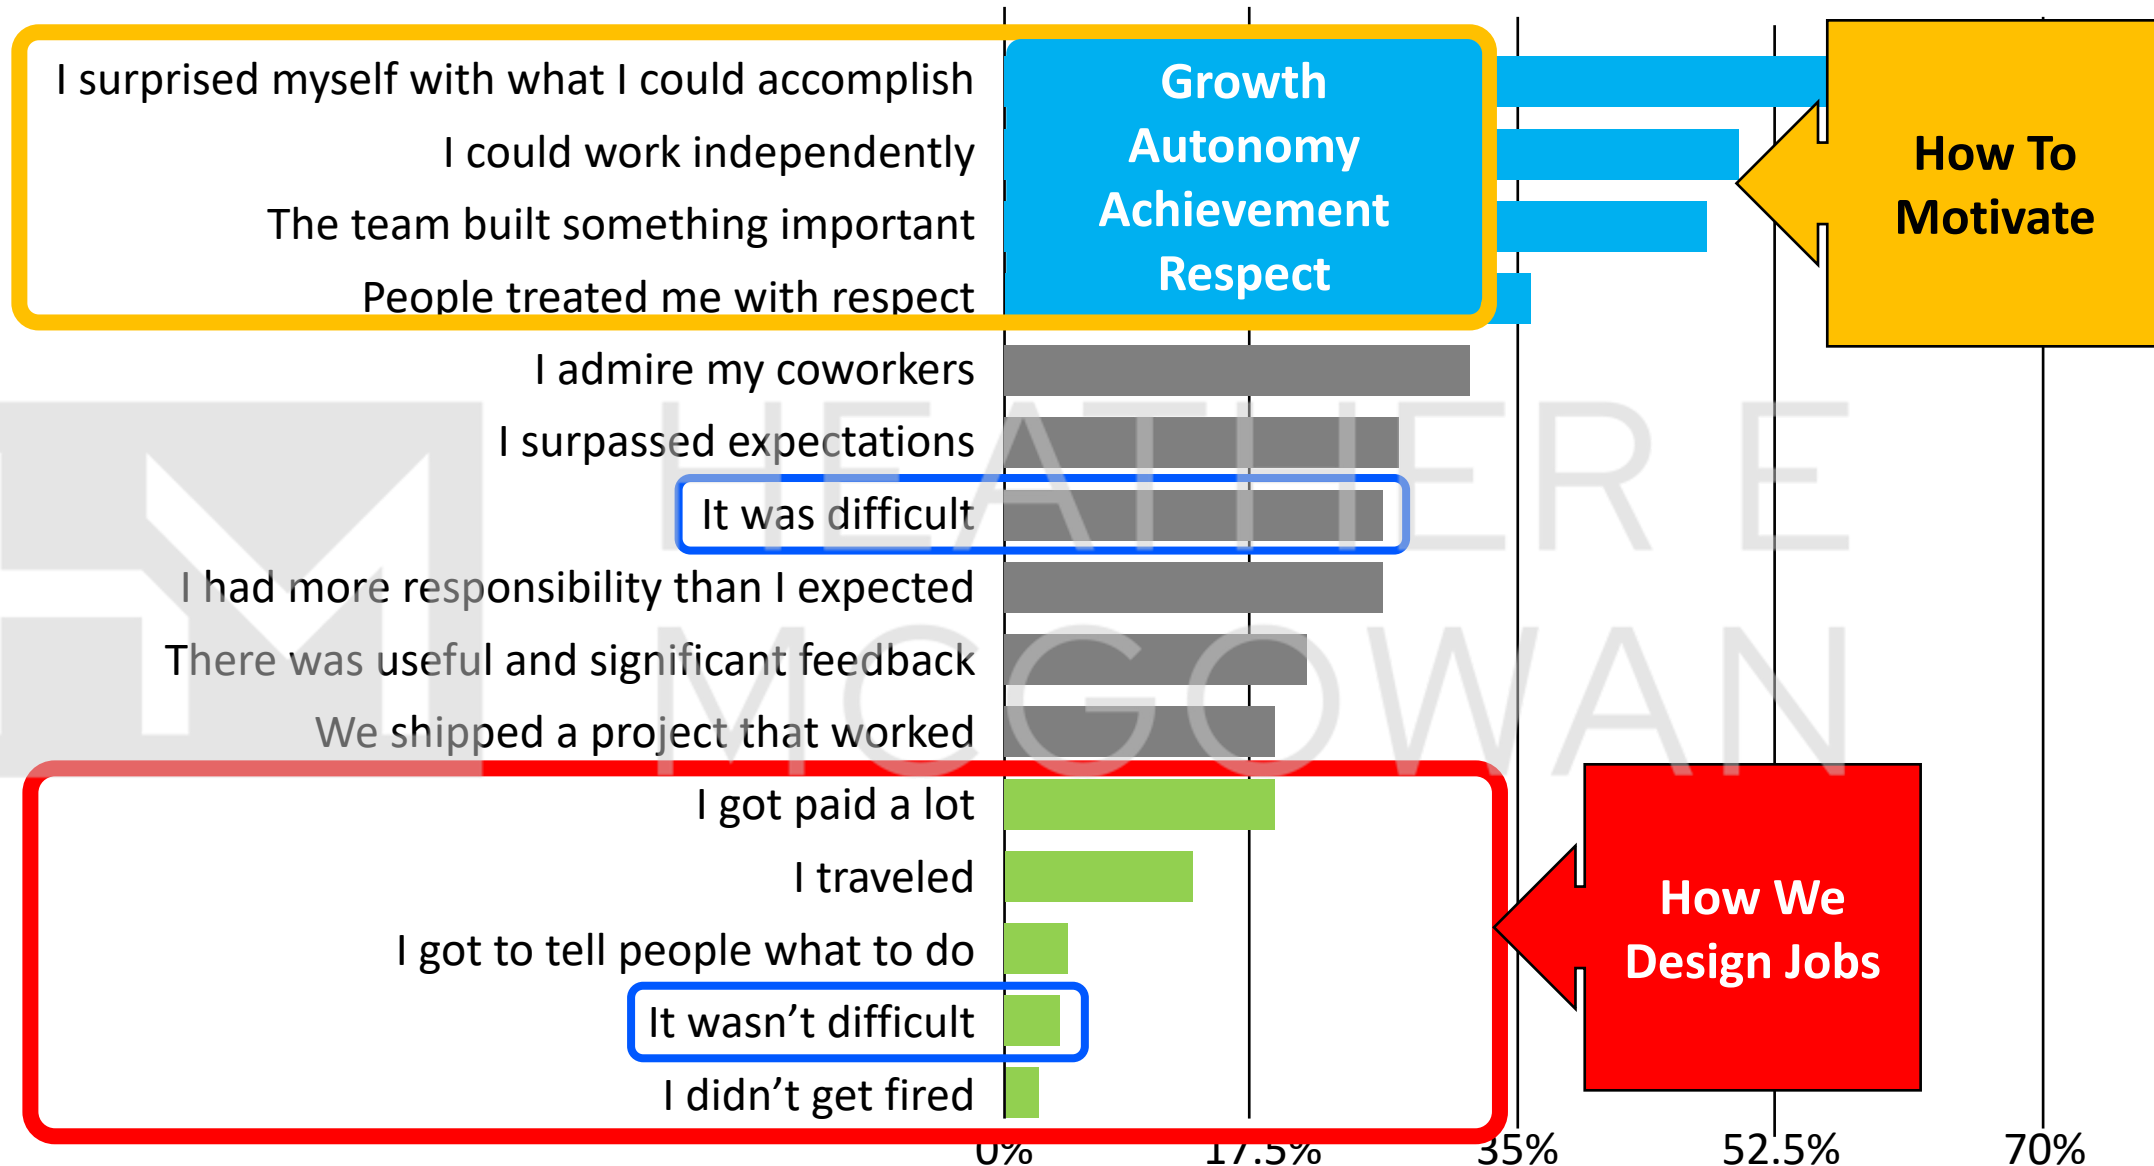 I surprised myself with what I could accomplish
I could work independently
The team built something important
People treated me with respect
Growth
Autonomy
Achievement
Respect
How To
Motivate
I admire my coworkers
I surpassed expectations
It was difficult
I had more responsibility than I expected
There was useful and significant feedback
We shipped a project that worked
HEATHER E
MCGOWAN
I got paid a lot
I traveled
I got to tell people what to do
It wasn’t difficult
I didn’t get fired
How We
Design Jobs
0% 17.5% 35% 52.5% 70%